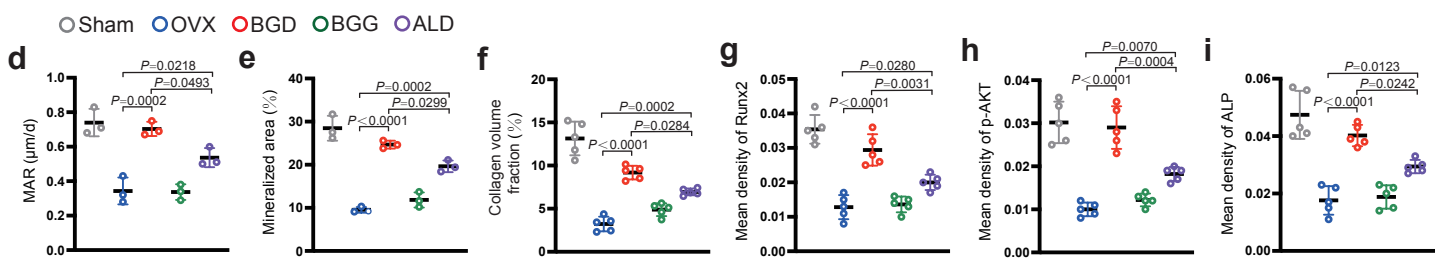 Sham OVX BGD BGG ALD
d
MAR (μm/d)
1.0
0.8
0.6
0.4
0.2
0.0
P=0.0218
P=0.0493
P=0.0002
e
Mineralized area (%)
40
30
20
10
0
P=0.0002
P=0.0299
P<0.0001
f
Collagen volume
fraction (%)
20
15
10
5
0
P=0.0002
P=0.0284
P<0.0001
g
Mean density of Runx2
0.05
0.04
0.03
0.02
0.01
0.00
P=0.0280
P=0.0031
P<0.0001
h
Mean density of p-AKT
0.04
0.03
0.02
0.01
0.00
P=0.0070
P=0.0004
P<0.0001
i
Mean density of ALP
0.06
0.04
0.02
0.00
P=0.0123
P=0.0242
P<0.0001